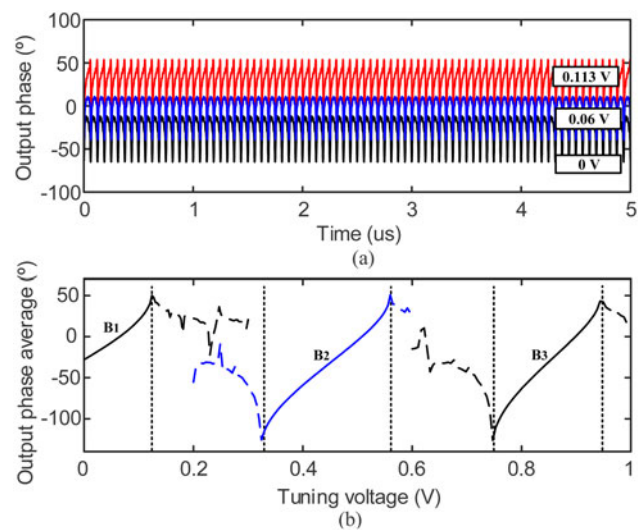 Output phase (º)
100
50
0
-50
-100
0.113 V
0.06 V
0 V
0 1 2 3 4 5
Time (us)
(a)
Output phase average (º)
50
0
-50
-100
B1
B2
B3
0 0.2 0.4 0.6 0.8 1
Tuning voltage (V)
(b)